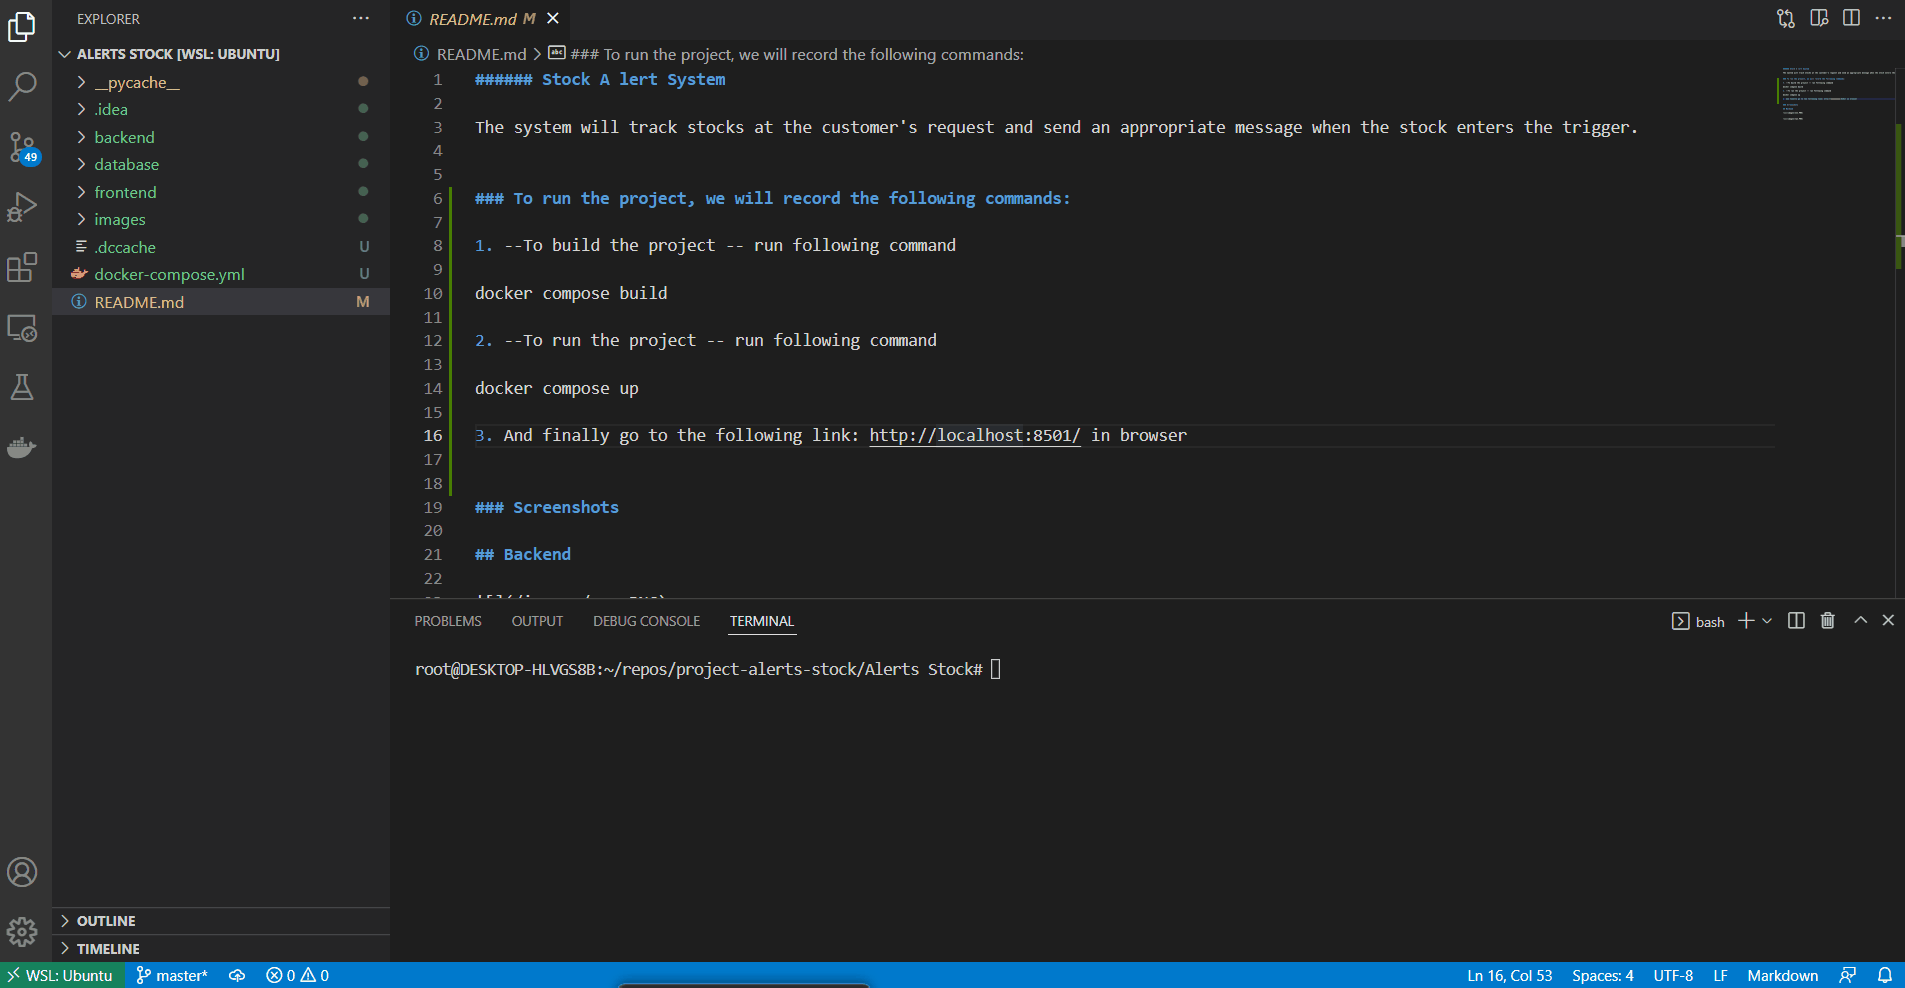 EXPLORER
ALERTS STOCK [WSL: UBUNTU]
__pycache__
.idea
backend
database
frontend
images
.dccache U
docker-compose.yml U
README.md M
OUTLINE
TIMELINE
49
README.md M
README.md > ### To run the project, we will record the following commands:
1 ###### Stock A lert System
2
3 The system will track stocks at the customer's request and send an appropriate message when the stock enters the trigger.
4
5
6 ### To run the project, we will record the following commands:
7
8 1. --To build the project -- run following command
9
10 docker compose build
11
12 2. --To run the project -- run following command
13
14 docker compose up
15
16 3. And finally go to the following link: http://localhost:8501/ in browser
17
18
19 ### Screenshots
20
21 ## Backend
22
PROBLEMS OUTPUT DEBUG CONSOLE TERMINAL bash
root@DESKTOP-HLVGS8B:~/repos/project-alerts-stock/Alerts Stock#
WSL: Ubuntu master* 0 0 Ln 16, Col 53 Spaces: 4 UTF-8 LF Markdown